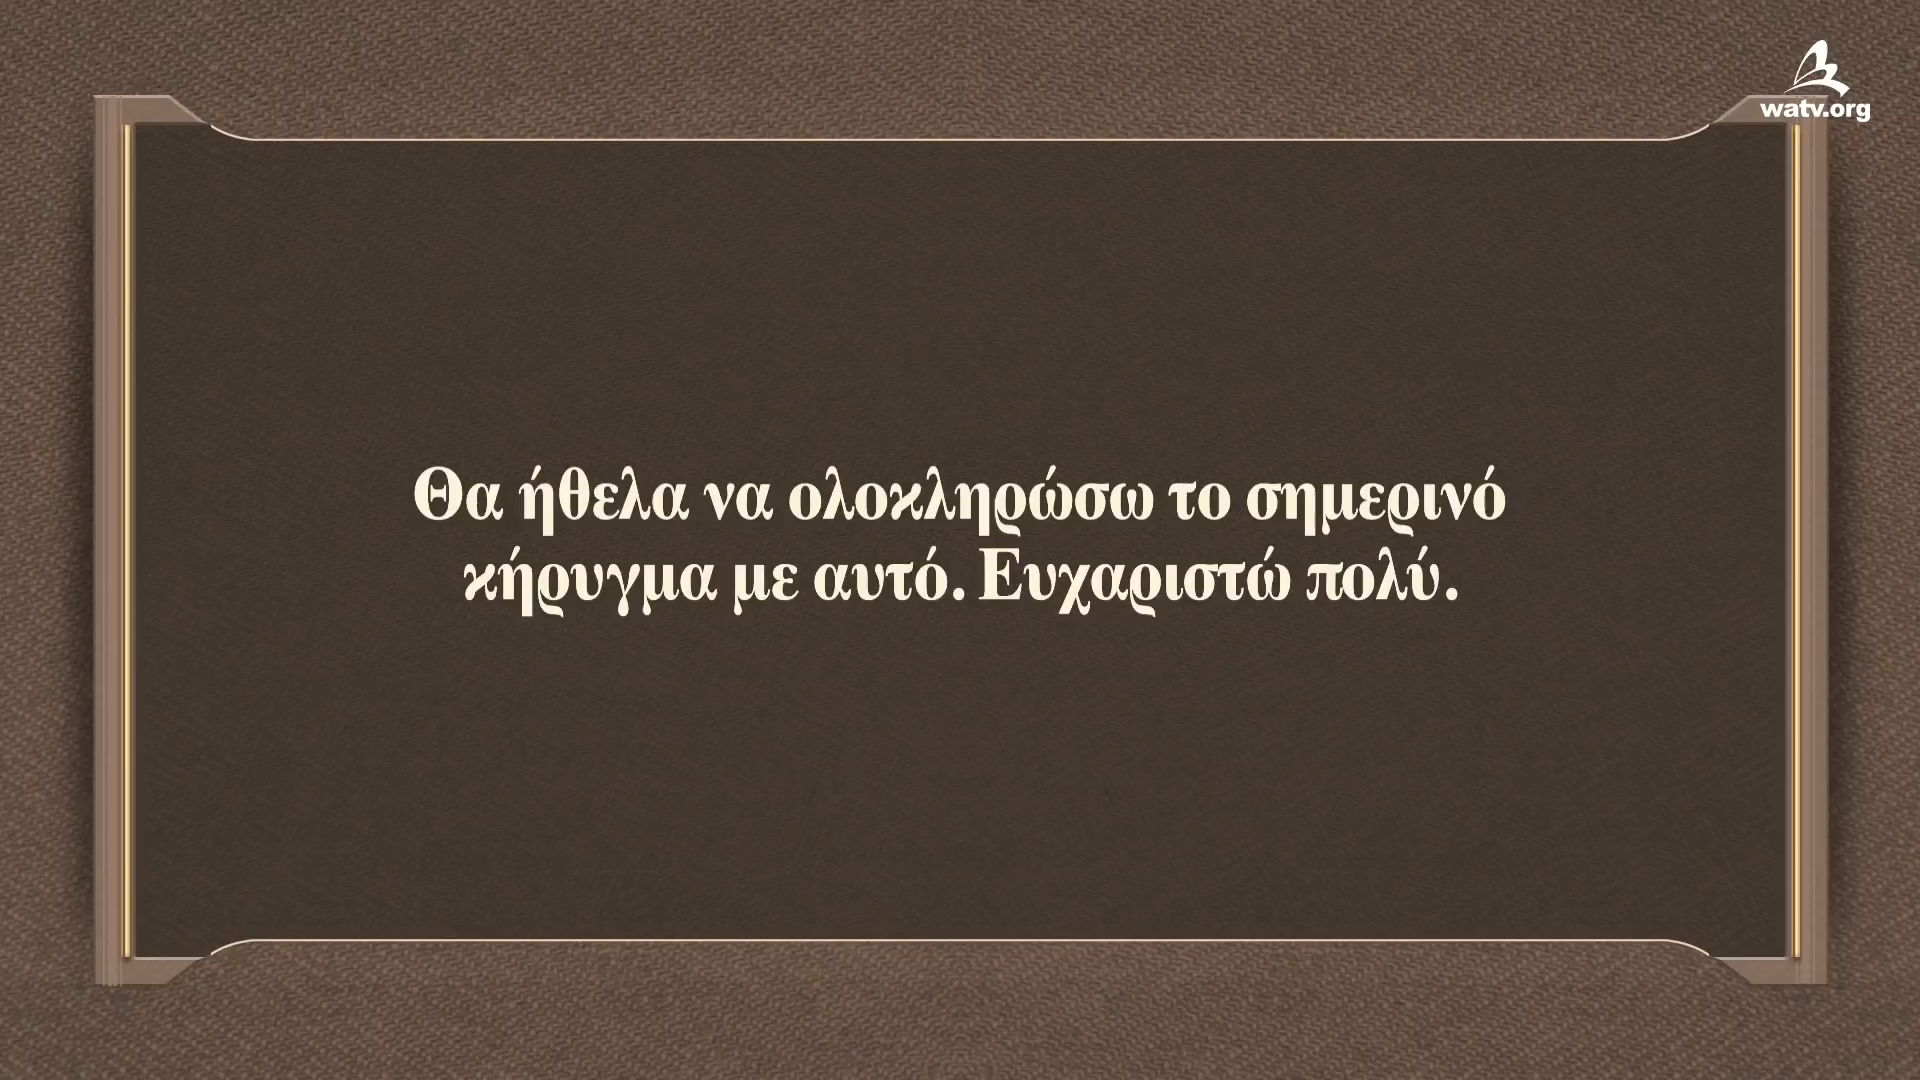 watv.org
Θα ήθελα να ολοκληρώσω το σημερινό
κήρυγμα με αυτό. Ευχαριστώ πολύ.